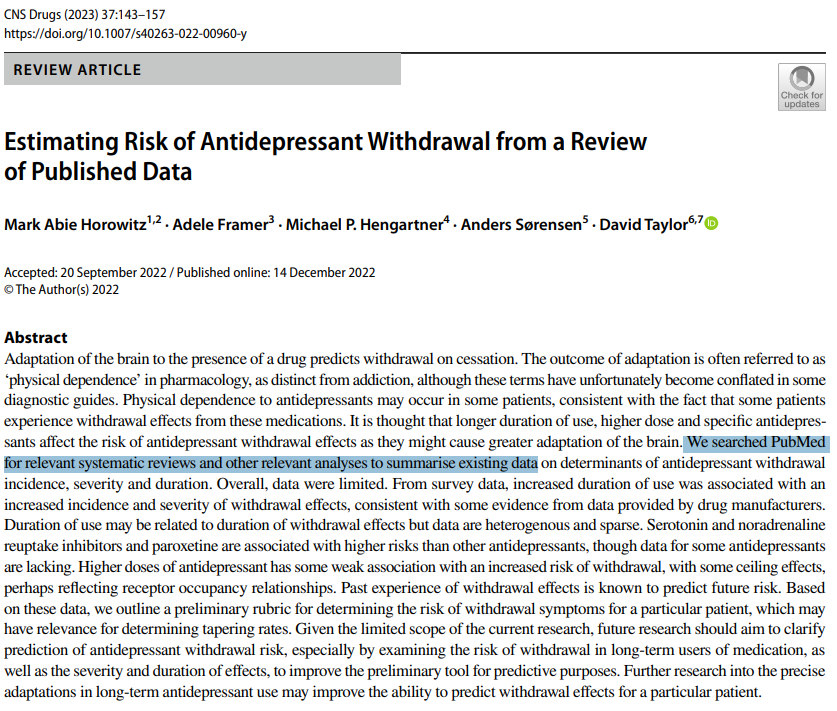 CNS Drugs (2023) 37:143–157
https://doi.org/10.1007/s40263-022-00960-y
REVIEW ARTICLE
Check for
updates
Estimating Risk of Antidepressant Withdrawal from a Review
of Published Data
Mark Abie Horowitz1,2 · Adele Framer3 · Michael P. Hengartner4 · Anders Sørensen5 · David Taylor6,7 iD
Accepted: 20 September 2022 / Published online: 14 December 2022
© The Author(s) 2022
Abstract
Adaptation of the brain to the presence of a drug predicts withdrawal on cessation. The outcome of adaptation is often referred to as
‘physical dependence’ in pharmacology, as distinct from addiction, although these terms have unfortunately become conflated in some
diagnostic guides. Physical dependence to antidepressants may occur in some patients, consistent with the fact that some patients
experience withdrawal effects from these medications. It is thought that longer duration of use, higher dose and specific antidepres-
sants affect the risk of antidepressant withdrawal effects as they might cause greater adaptation of the brain. We searched PubMed
for relevant systematic reviews and other relevant analyses to summarise existing data on determinants of antidepressant withdrawal
incidence, severity and duration. Overall, data were limited. From survey data, increased duration of use was associated with an
increased incidence and severity of withdrawal effects, consistent with some evidence from data provided by drug manufacturers.
Duration of use may be related to duration of withdrawal effects but data are heterogenous and sparse. Serotonin and noradrenaline
reuptake inhibitors and paroxetine are associated with higher risks than other antidepressants, though data for some antidepressants
are lacking. Higher doses of antidepressant has some weak association with an increased risk of withdrawal, with some ceiling effects,
perhaps reflecting receptor occupancy relationships. Past experience of withdrawal effects is known to predict future risk. Based
on these data, we outline a preliminary rubric for determining the risk of withdrawal symptoms for a particular patient, which may
have relevance for determining tapering rates. Given the limited scope of the current research, future research should aim to clarify
prediction of antidepressant withdrawal risk, especially by examining the risk of withdrawal in long-term users of medication, as
well as the severity and duration of effects, to improve the preliminary tool for predictive purposes. Further research into the precise
adaptations in long-term antidepressant use may improve the ability to predict withdrawal effects for a particular patient.